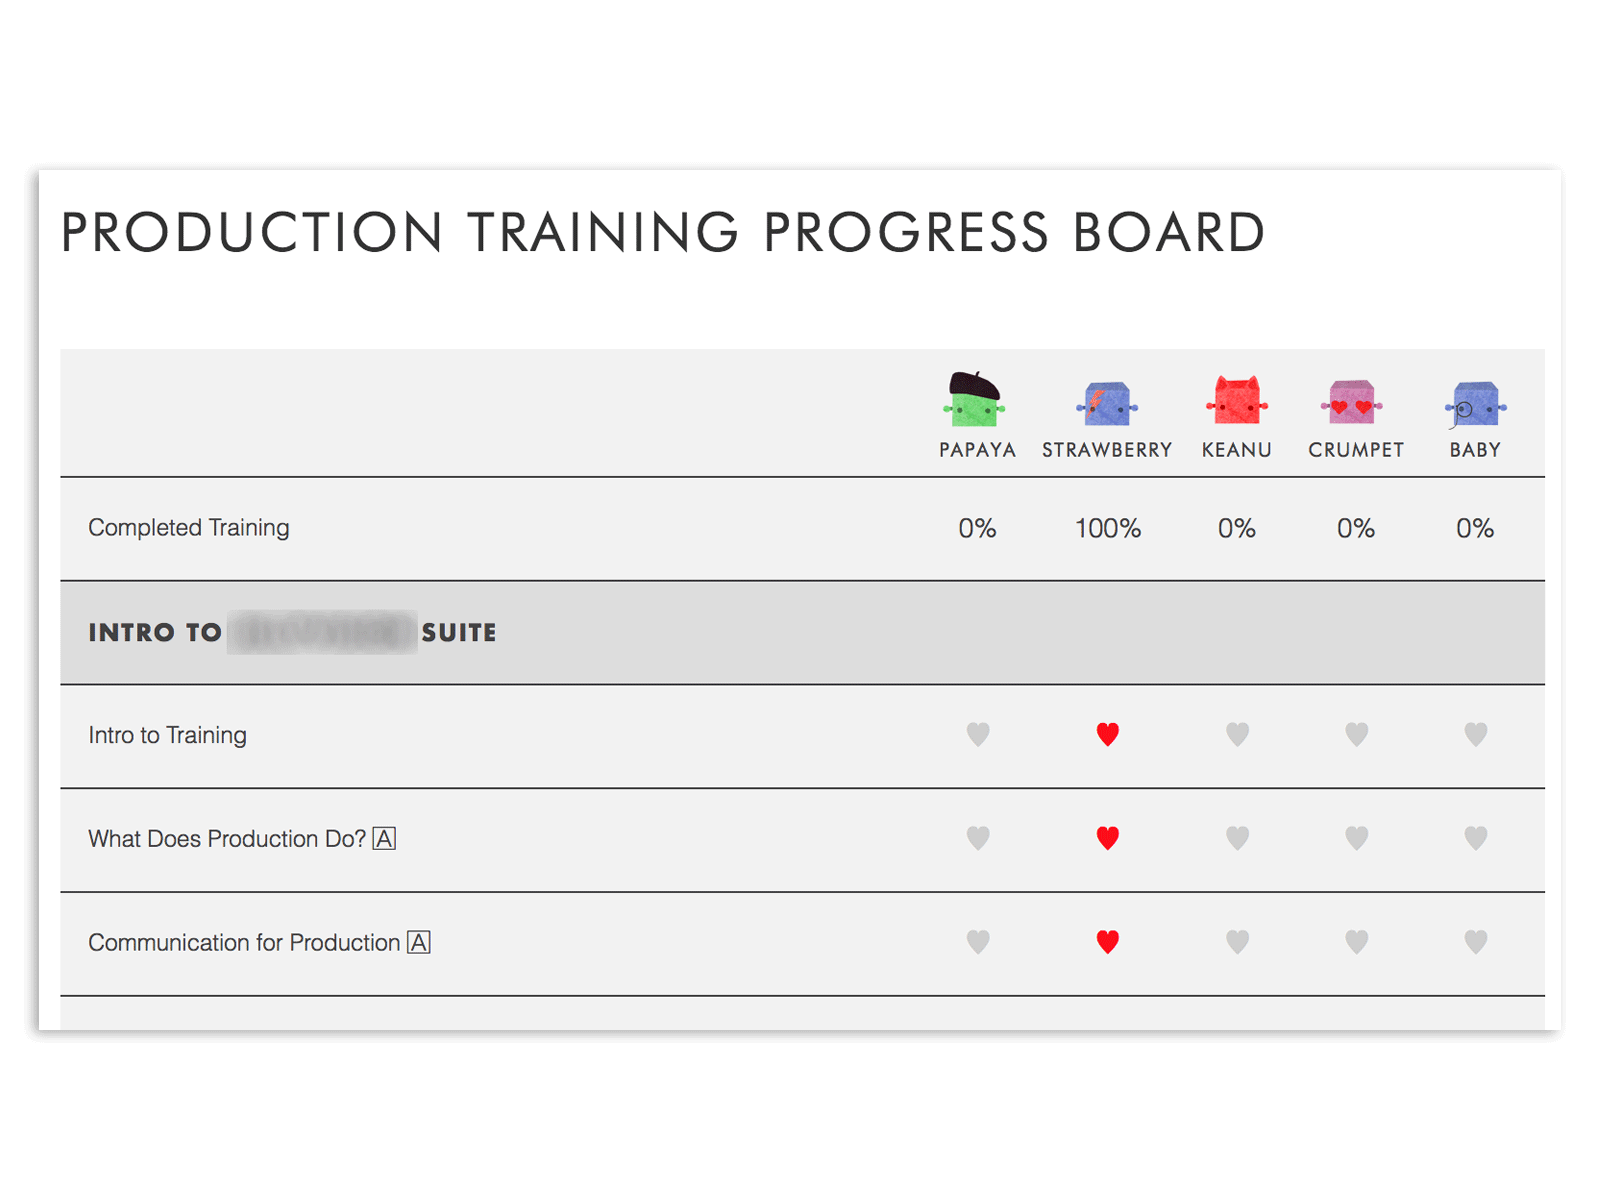 PRODUCTION TRAINING PROGRESS BOARD
PAPAYA STRAWBERRY KEANU CRUMPET BABY
Completed Training 0% 100% 0% 0% 0%
INTRO TO SUITE
Intro to Training
What Does Production Do? A
Communication for Production A